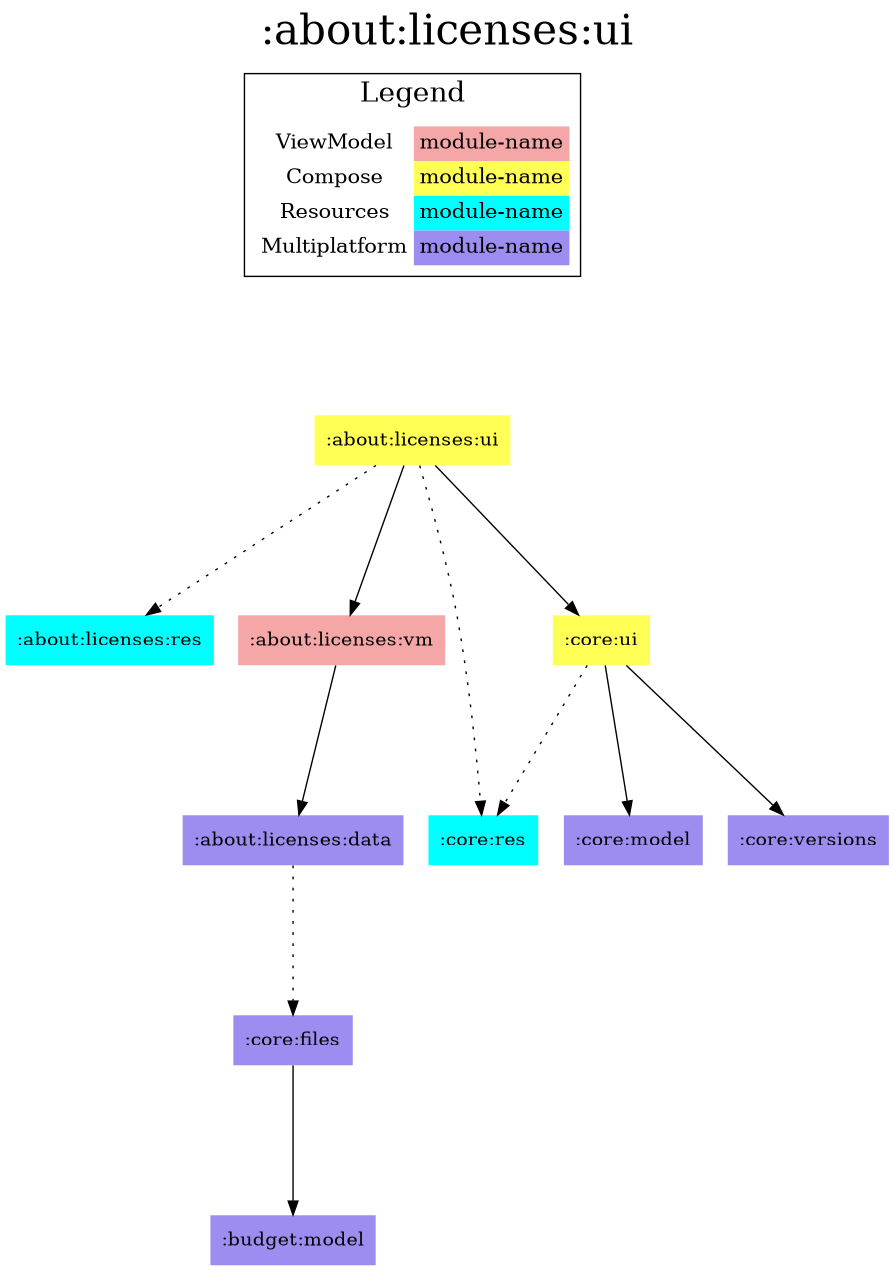 :about:licenses:ui
Legend
ViewModel module-name
Compose module-name
Resources module-name
Multiplatform module-name
:about:licenses:ui
:about:licenses:res
:about:licenses:vm
:core:ui
:about:licenses:data
:core:res
:core:model
:core:versions
:core:files
:budget:model